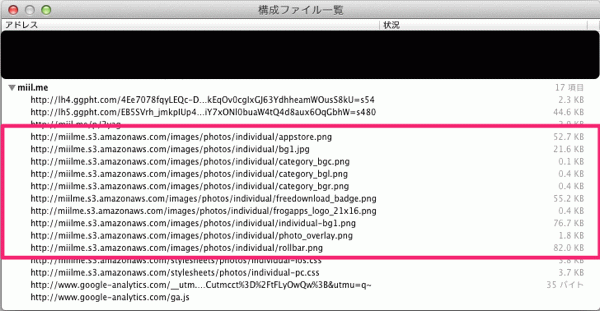 構成ファイル一覧
アドレス 状況
miil.me 17 項目
http://lh4.ggpht.com/4Ee7078fqyLEQc-D...kEqOv0cgIxGJ63YdhheamWOusS8kU=s54 2.3 KB
http://lh5.ggpht.com/EB5SVrh_jmkpIUp4...iY7xONI0buaW4tQ4d8aux6OqGbhW=s480 44.6 KB
http://miilme.s3.amazonaws.com/images/photos/individual/appstore.png 52.7 KB
http://miilme.s3.amazonaws.com/images/photos/individual/bg1.jpg 21.6 KB
http://miilme.s3.amazonaws.com/images/photos/individual/category_bgc.png 0.1 KB
http://miilme.s3.amazonaws.com/images/photos/individual/category_bgl.png 0.4 KB
http://miilme.s3.amazonaws.com/images/photos/individual/category_bgr.png 0.4 KB
http://miilme.s3.amazonaws.com/images/photos/individual/freedownload_badge.png 55.2 KB
http://miilme.s3.amazonaws.com/images/photos/individual/frogapps_logo_21x16.png 0.4 KB
http://miilme.s3.amazonaws.com/images/photos/individual/individual-bg1.png 76.7 KB
http://miilme.s3.amazonaws.com/images/photos/individual/photo_overlay.png 1.8 KB
http://miilme.s3.amazonaws.com/images/photos/individual/rollbar.png 82.0 KB
http://miilme.s3.amazonaws.com/stylesheets/photos/individual-ios.css 3.8 KB
http://miilme.s3.amazonaws.com/stylesheets/photos/individual-pc.css 3.7 KB
http://www.google-analytics.com/__utm....Cutmcct%3D%2FtFLyOwQw%3B&utmu=q~ 35 バイト
http://www.google-analytics.com/ga.js